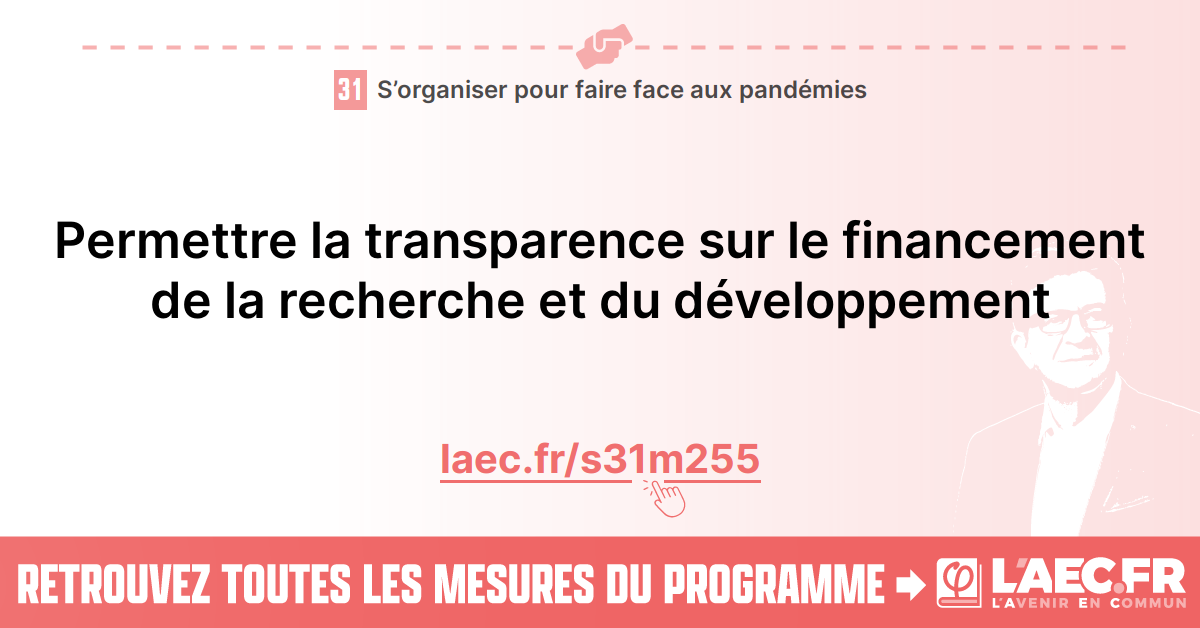 31 S’organiser pour faire face aux pandémies
Permettre la transparence sur le financement
de la recherche et du développement
laec.fr/s31m255
RETROUVEZ TOUTES LES MESURES DU PROGRAMME → φ L'AEC.FR
L'AVENIR EN COMMUN